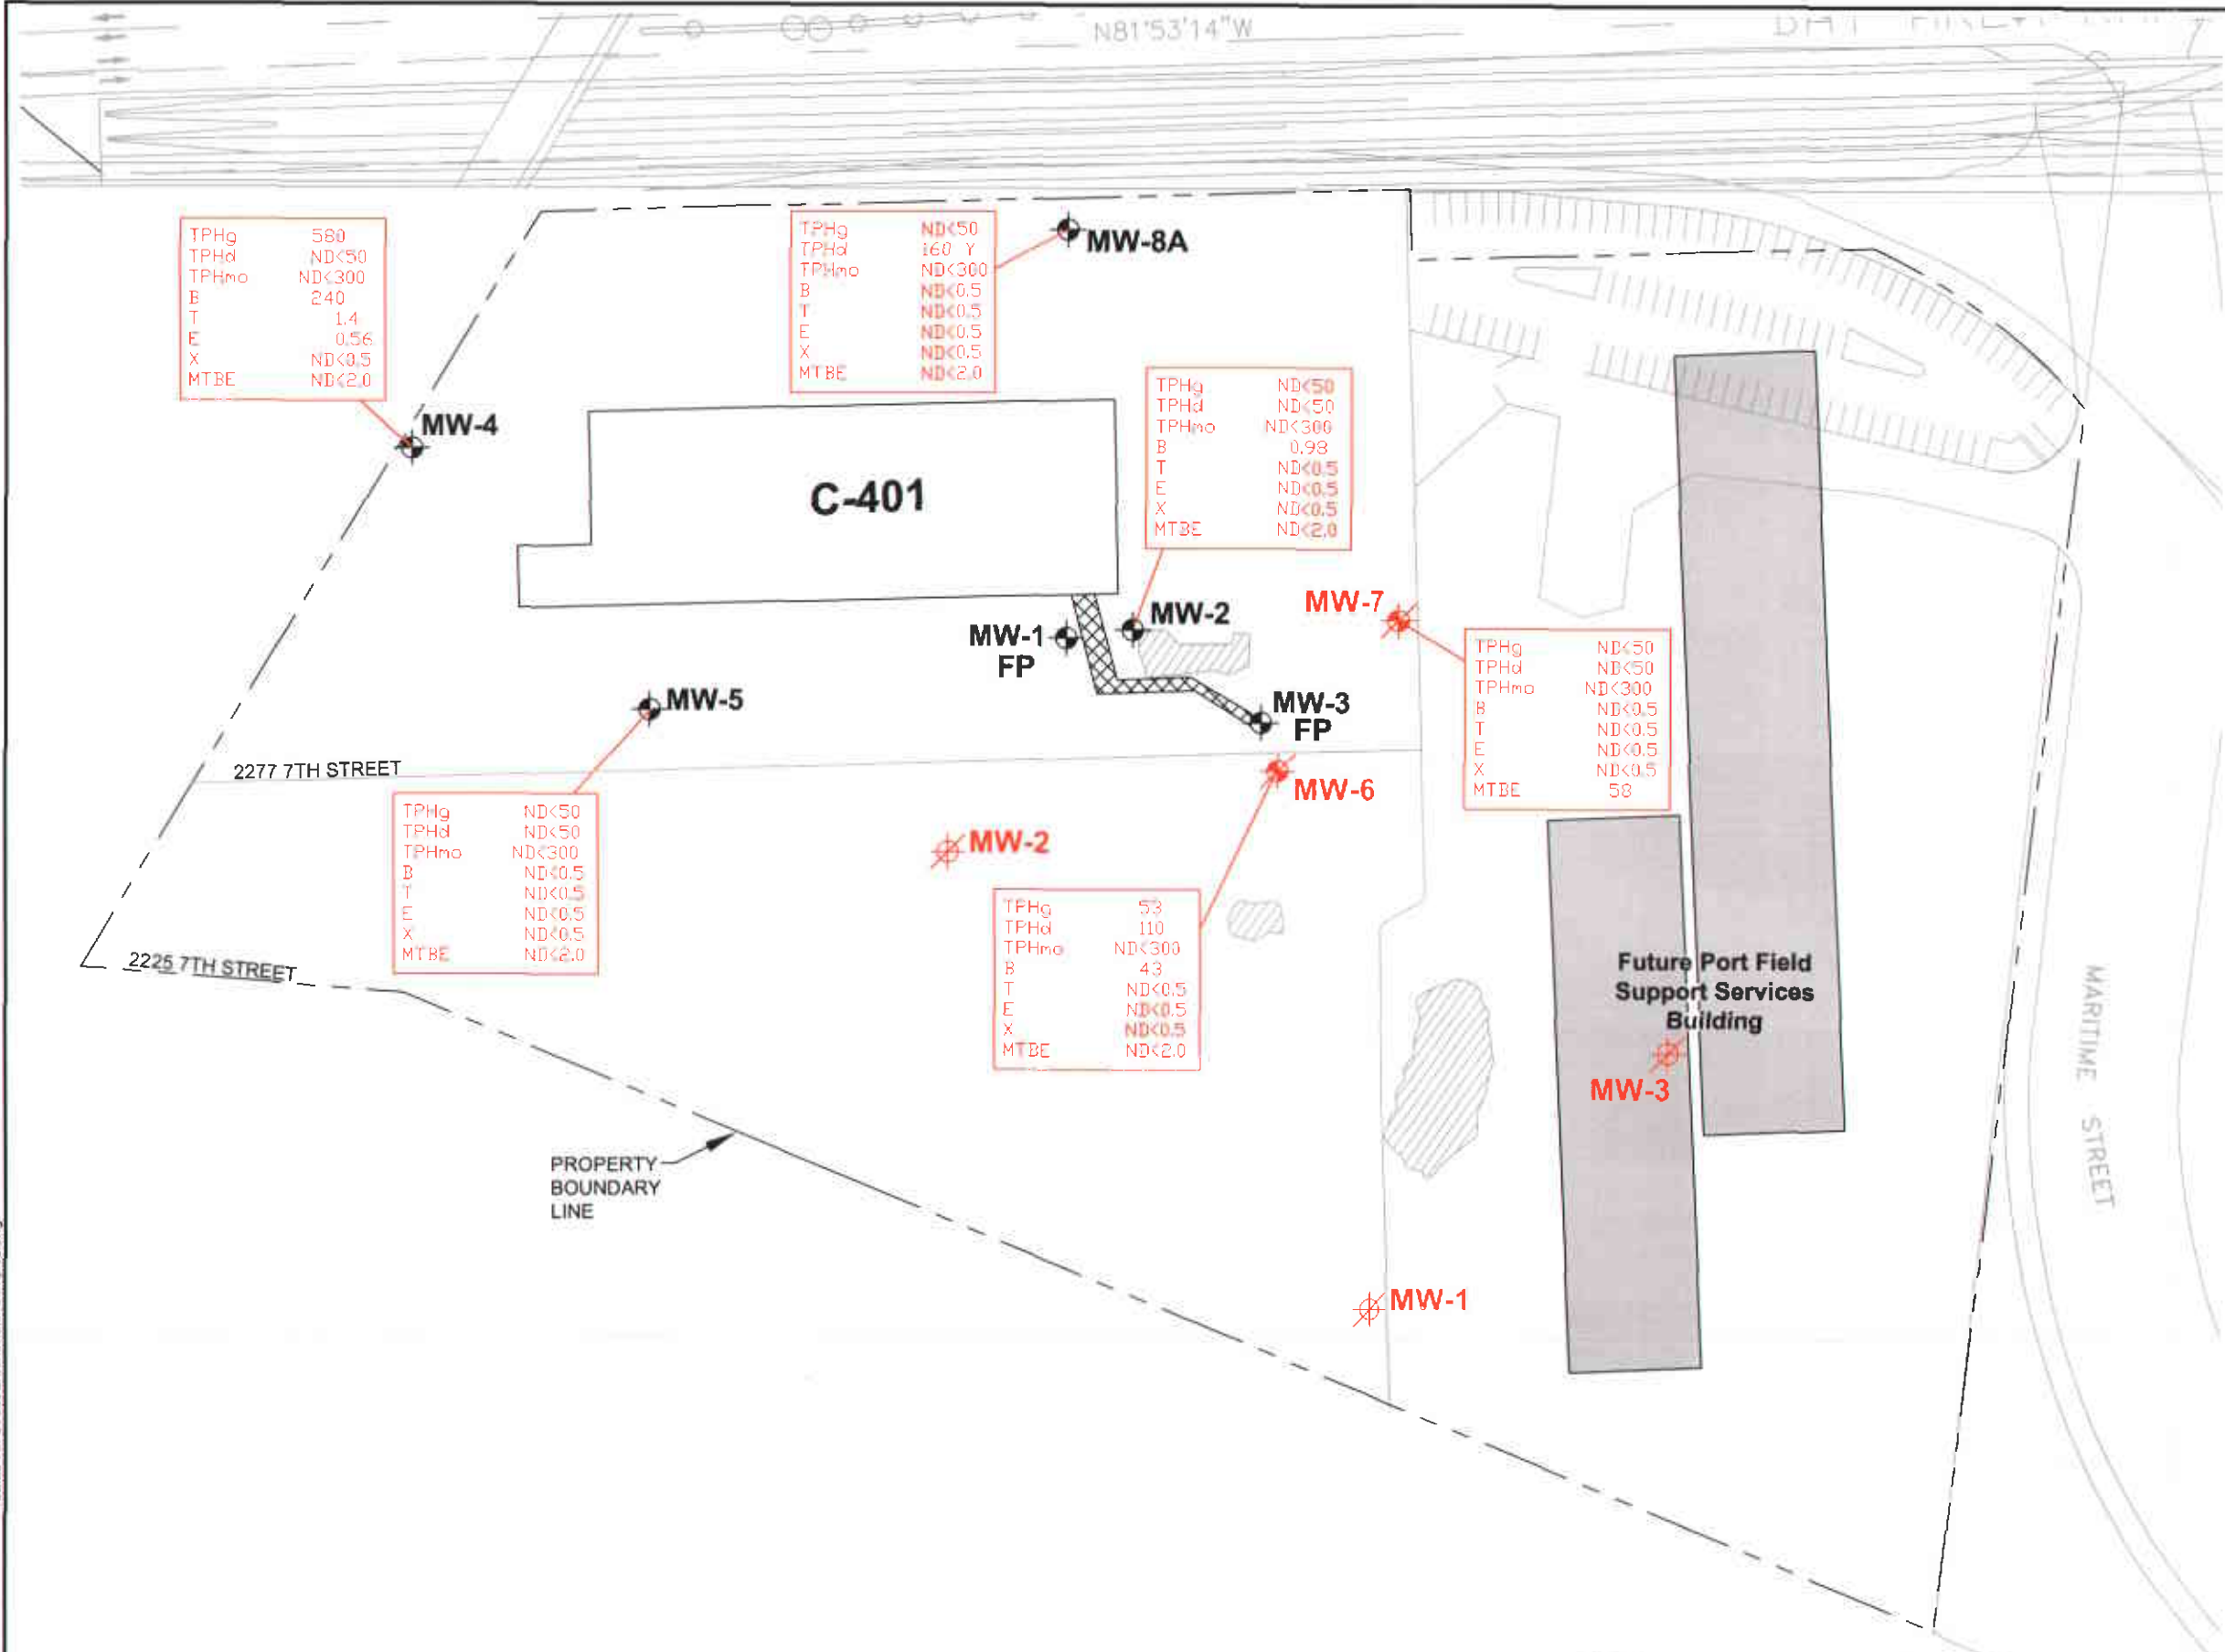 N81°53'14"W
TPHg 580
TPHd ND<50
TPHmo ND<300
B 240
T 1.4
E 0.56
X ND<0.5
MTBE ND<2.0
MW-4
TPHg ND<50
TPHd 160 Y
TPHmo ND<300
B ND<0.5
T ND<0.5
E ND<0.5
X ND<0.5
MTBE ND<2.0
MW-8A
TPHg ND<50
TPHd ND<50
TPHmo ND<300
B 0.98
T ND<0.5
E ND<0.5
X ND<0.5
MTBE ND<2.0
C-401
MW-1
FP
MW-2
MW-7
TPHg ND<50
TPHd ND<50
TPHmo ND<300
B ND<0.5
T ND<0.5
E ND<0.5
X ND<0.5
MTBE 58
MW-5
MW-3
FP
2277 7TH STREET
MW-6
TPHg ND<50
TPHd ND<50
TPHmo ND<300
B ND<0.5
T ND<0.5
E ND<0.5
X ND<0.5
MTBE ND<2.0
MW-2
TPHg 53
TPHd 110
TPHmo ND<300
B 43
T ND<0.5
E ND<0.5
X ND<0.5
MTBE ND<2.0
2225 7TH STREET
Future Port Field
Support Services
Building
MW-3
MARITIME STREET
PROPERTY
BOUNDARY
LINE
MW-1